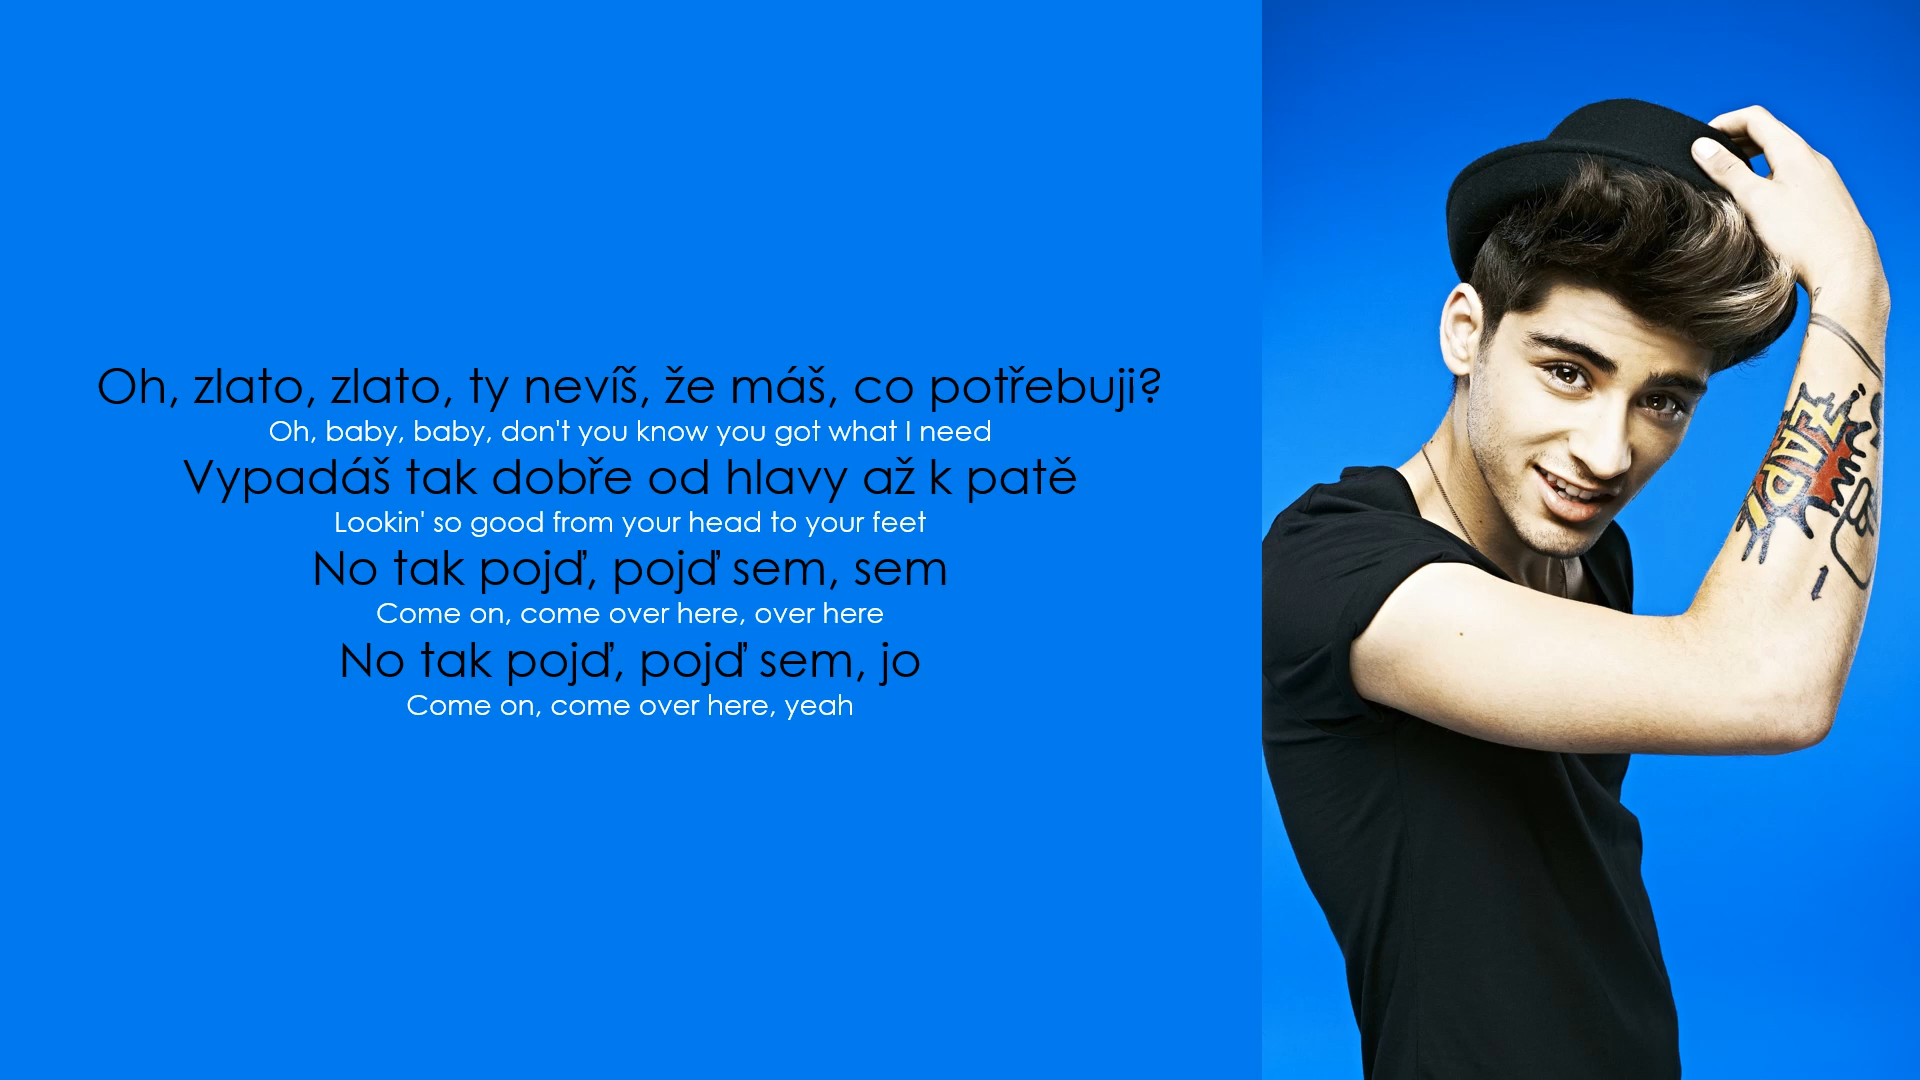 Oh, zlato, zlato, ty nevíš, že máš, co potřebuji?
Oh, baby, baby, don't you know you got what I need
Vypadáš tak dobře od hlavy až k patě
Lookin' so good from your head to your feet
No tak pojď, pojď sem, sem
Come on, come over here, over here
No tak pojď, pojď sem, jo
Come on, come over here, yeah
ZAP!